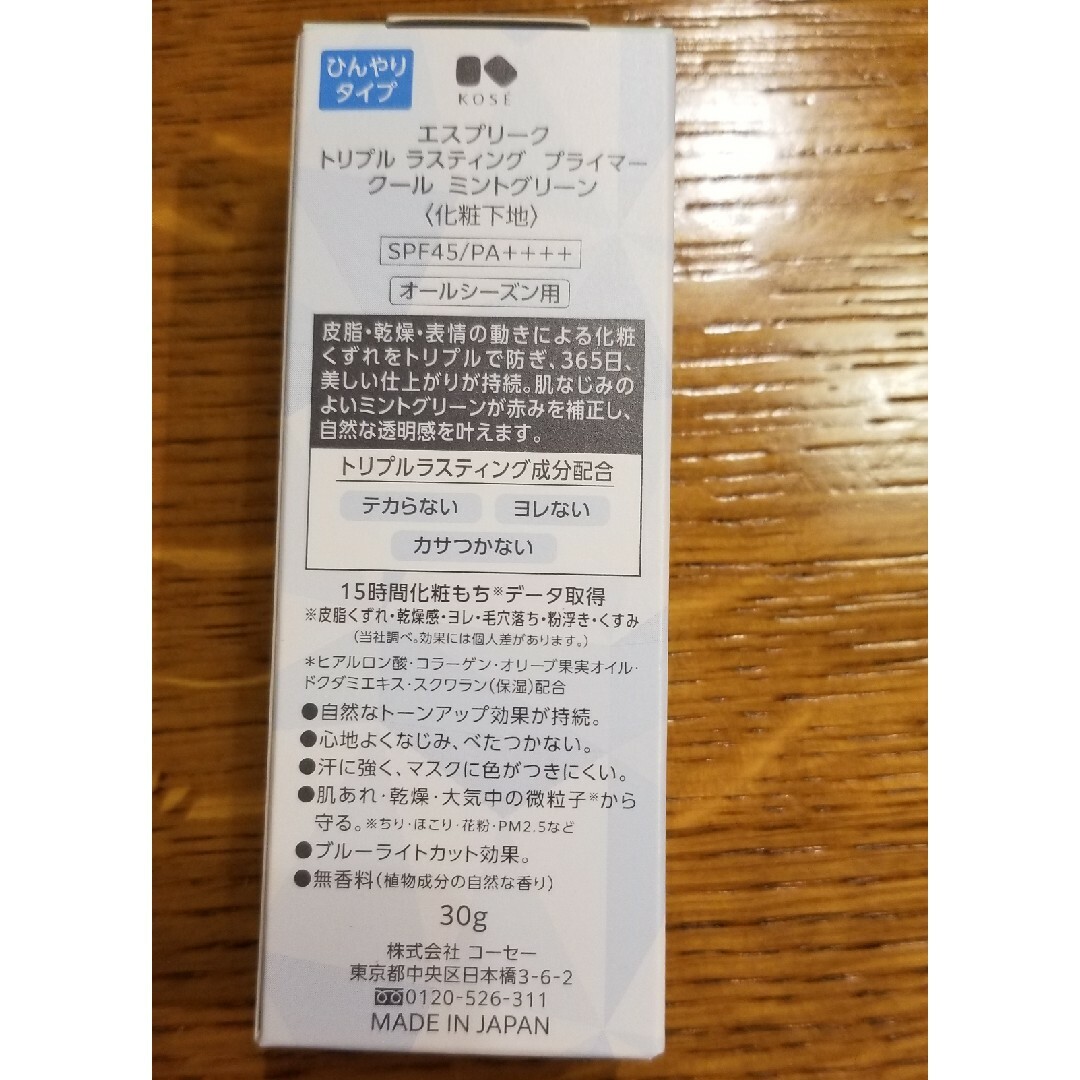 ひんやり
タイプ
KOSÉ
エスプリーク
トリプル ラスティング プライマー
クール ミントグリーン
〈化粧下地〉
SPF45/PA++++
オールシーズン用
皮脂・乾燥・表情の動きによる化粧
くずれをトリプルで防ぎ、365日、
美しい仕上がりが持続。肌なじみの
よいミントグリーンが赤みを補正し、
自然な透明感を叶えます。
トリプルラスティング成分配合
テカらない ヨレない
カサつかない
15時間化粧もち※データ取得
※皮脂くずれ・乾燥感・ヨレ・毛穴落ち・粉浮き・くすみ
(当社調べ。効果には個人差があります。)
＊ヒアルロン酸・コラーゲン・オリーブ果実オイル・
ドクダミエキス・スクワラン(保湿)配合
●自然なトーンアップ効果が持続。
●心地よくなじみ、べたつかない。
●汗に強く、マスクに色がつきにくい。
●肌あれ・乾燥・大気中の微粒子※から
守る。※ちり・ほこり・花粉・PM2.5など
●ブルーライトカット効果。
●無香料(植物成分の自然な香り)
30g
株式会社 コーセー
東京都中央区日本橋3-6-2
0120-526-311
MADE IN JAPAN